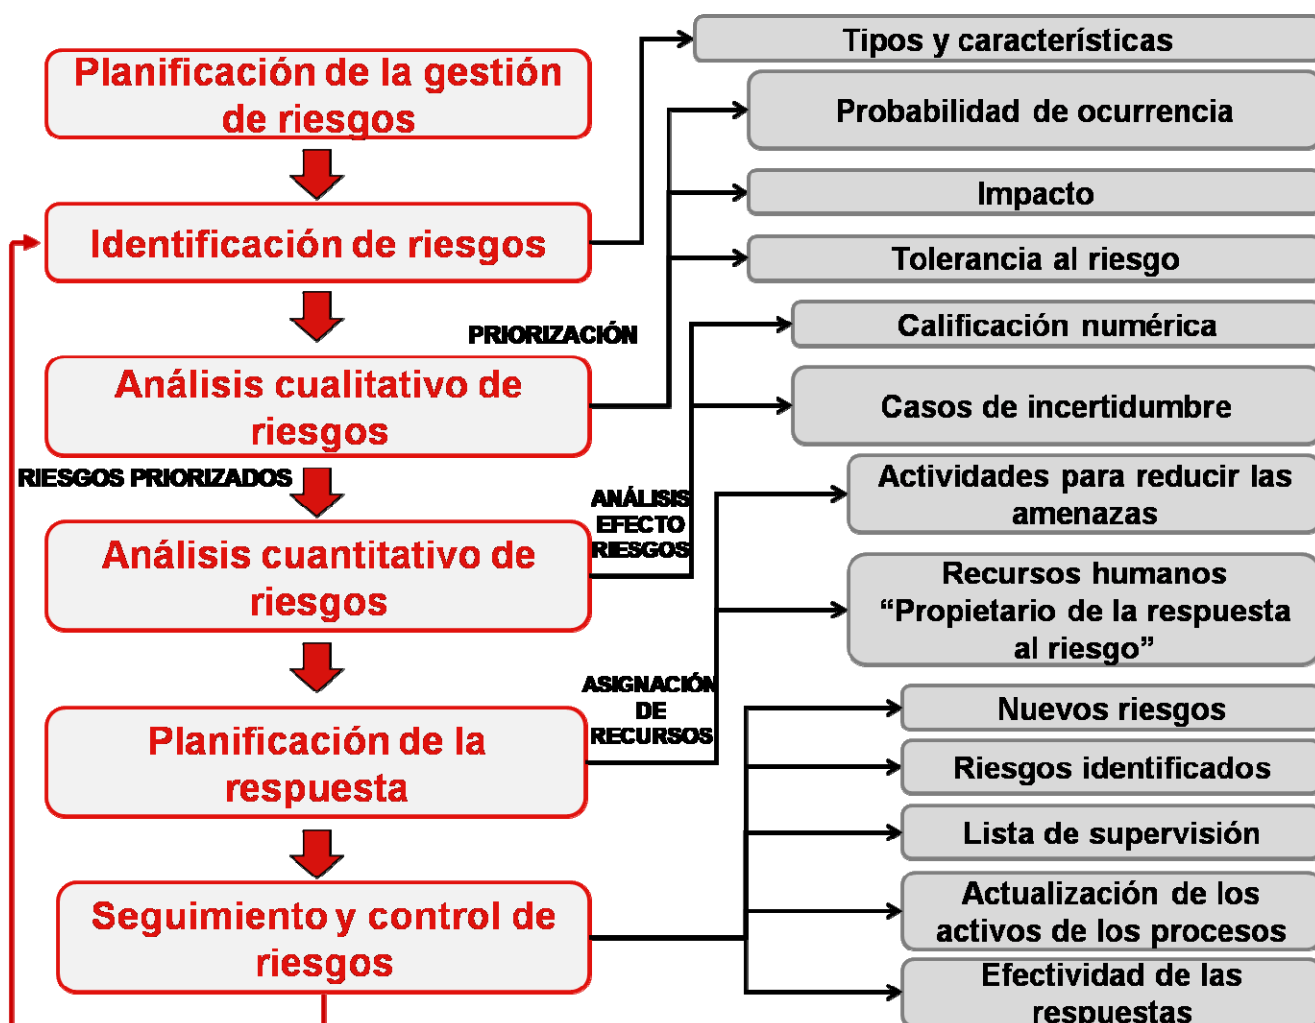 Planificación de la gestión
de riesgos
Identificación de riesgos
Análisis cualitativo de
riesgos
Análisis cuantitativo de
riesgos
Planificación de la
respuesta
Seguimiento y control de
riesgos
PRIORIZACIÓN
RIESGOS PRIORIZADOS
ANÁLISIS
EFECTO
RIESGOS
ASIGNACIÓN
DE
RECURSOS
Tipos y características
Probabilidad de ocurrencia
Impacto
Tolerancia al riesgo
Calificación numérica
Casos de incertidumbre
Actividades para reducir las
amenazas
Recursos humanos
“Propietario de la respuesta
al riesgo”
Nuevos riesgos
Riesgos identificados
Lista de supervisión
Actualización de los
activos de los procesos
Efectividad de las
respuestas